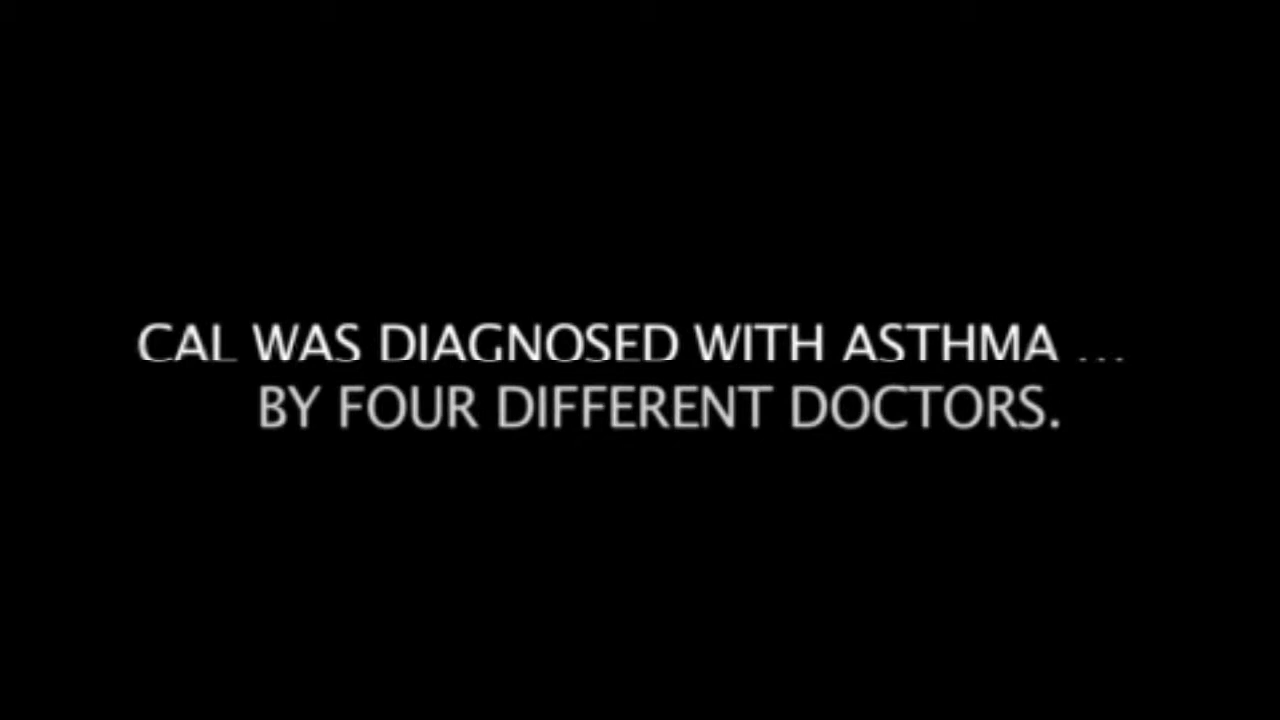 CAL WAS DIAGNOSED WITH ASTHMA ...
BY FOUR DIFFERENT DOCTORS.